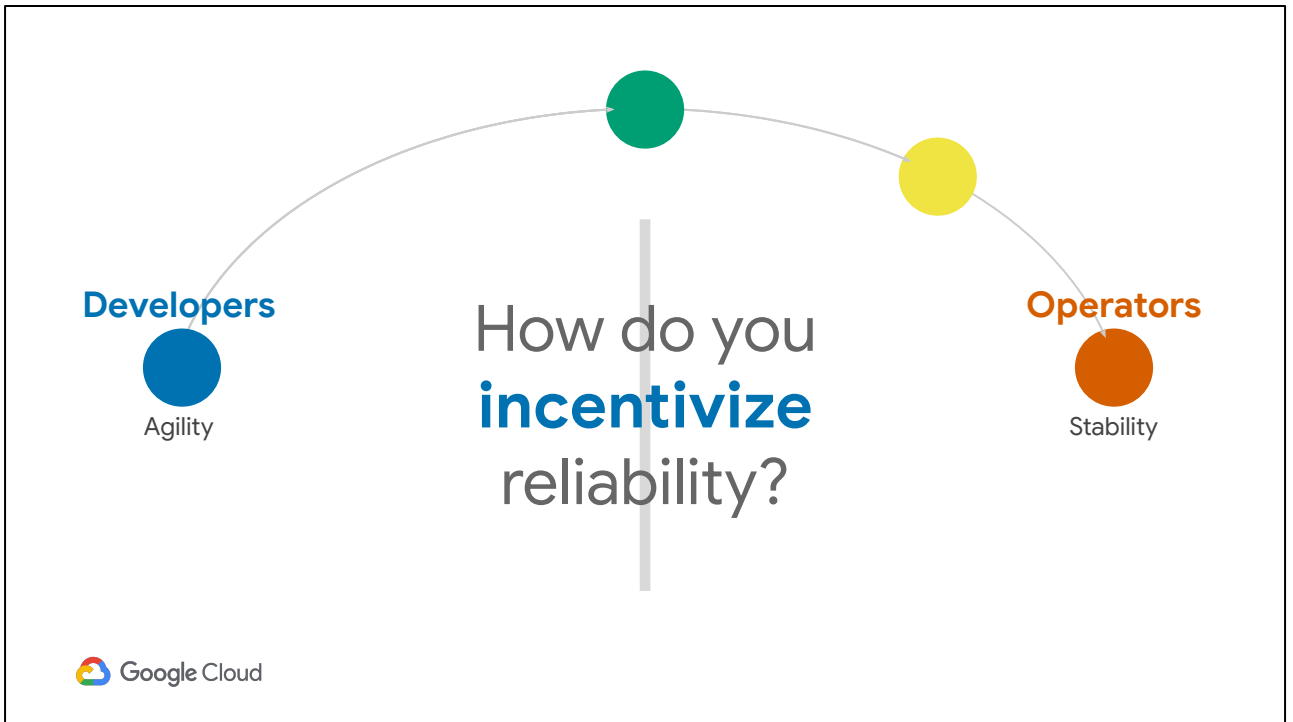 Developers
Agility
How do you
incentivize
reliability?
Operators
Stability
Google Cloud